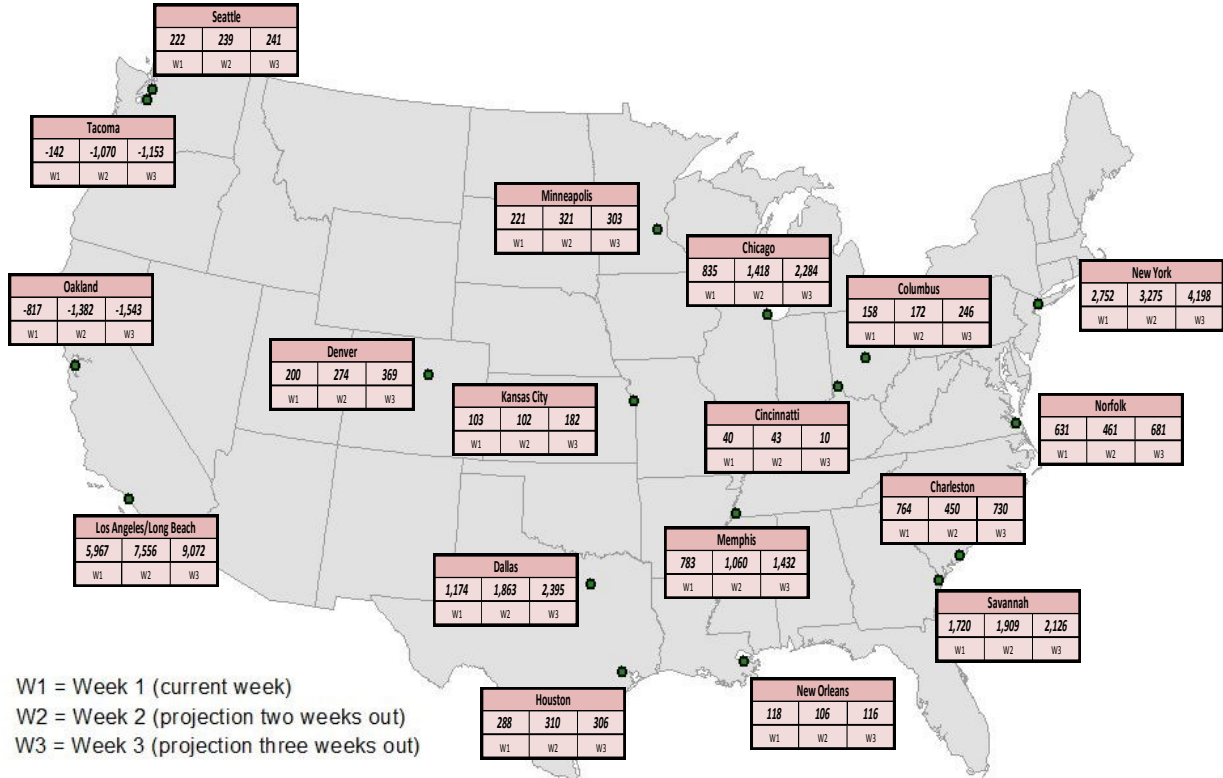 Seattle
222 239 241
W1 W2 W3
Tacoma
-142 -1,070 -1,153
W1 W2 W3
Minneapolis
221 321 303
W1 W2 W3
Chicago
835 1,418 2,284
W1 W2 W3
New York
2,752 3,275 4,198
W1 W2 W3
Oakland
-817 -1,382 -1,543
W1 W2 W3
Columbus
158 172 246
W1 W2 W3
Denver
200 274 369
W1 W2 W3
Kansas City
103 102 182
W1 W2 W3
Norfolk
631 461 681
W1 W2 W3
Cincinnatti
40 43 10
W1 W2 W3
Charleston
764 450 730
W1 W2 W3
Los Angeles/Long Beach
5,967 7,556 9,072
W1 W2 W3
Memphis
783 1,060 1,432
W1 W2 W3
Dallas
1,174 1,863 2,395
W1 W2 W3
Savannah
1,720 1,909 2,126
W1 W2 W3
New Orleans
118 106 116
W1 W2 W3
Houston
288 310 306
W1 W2 W3
W1 = Week 1 (current week)
W2 = Week 2 (projection two weeks out)
W3 = Week 3 (projection three weeks out)